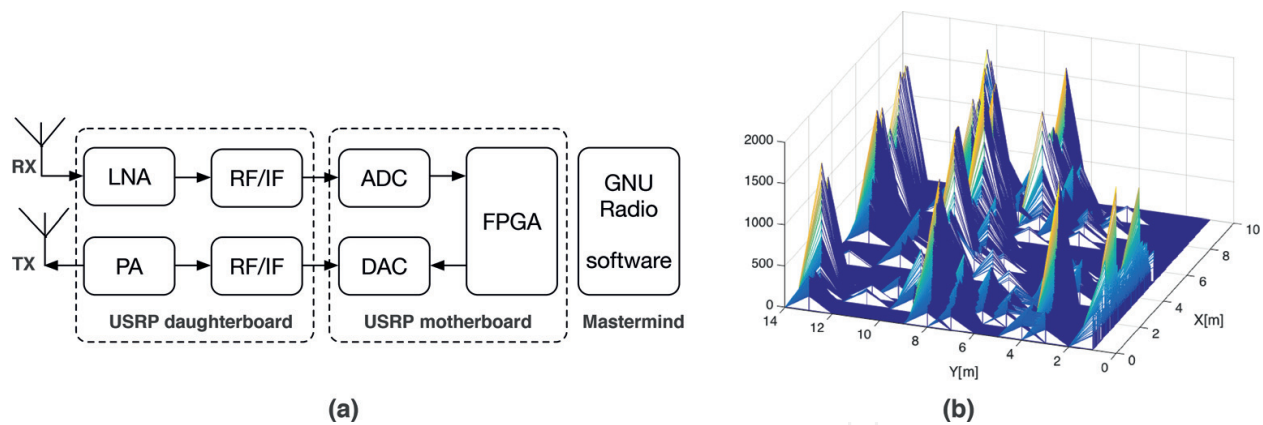 RX
LNA
RF/IF
ADC
FPGA
GNU
Radio
software
TX
PA
RF/IF
DAC
USRP daughterboard
USRP motherboard
Mastermind
(a)
2000
1500
1000
500
0
14
12
10
8
6
4
2
0
Y[m]
0
2
4
6
8
10
X[m]
(b)